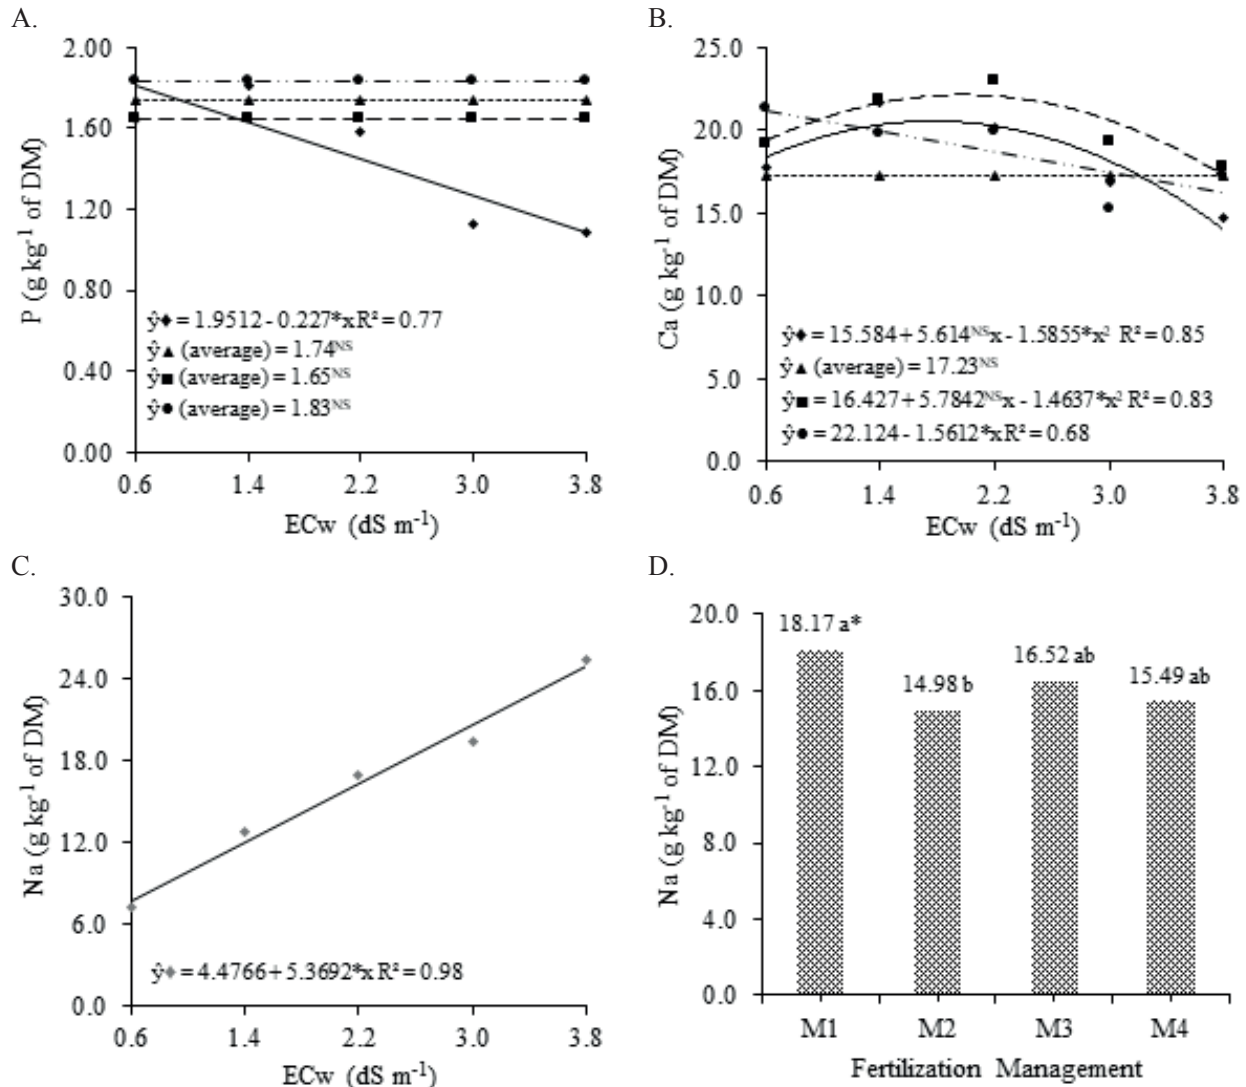 A.
P (g kg⁻¹ of DM)
2.00
1.60
1.20
0.80
0.40
0.00
ŷ♦ = 1.9512 - 0.227*x R² = 0.77
ŷ▲ (average) = 1.74ᴺˢ
ŷ■ (average) = 1.65ᴺˢ
ŷ● (average) = 1.83ᴺˢ
0.6 1.4 2.2 3.0 3.8
ECw (dS m⁻¹)
B.
Ca (g kg⁻¹ of DM)
25.0
20.0
15.0
10.0
5.0
0.0
ŷ♦ = 15.584 + 5.614ᴺˢx - 1.5855*x² R² = 0.85
ŷ▲ (average) = 17.23ᴺˢ
ŷ■ = 16.427 + 5.7842ᴺˢx - 1.4637*x² R² = 0.83
ŷ● = 22.124 - 1.5612*x R² = 0.68
0.6 1.4 2.2 3.0 3.8
ECw (dS m⁻¹)
C.
Na (g kg⁻¹ of DM)
30.0
24.0
18.0
12.0
6.0
0.0
ŷ♦ = 4.4766 + 5.3692*x R² = 0.98
0.6 1.4 2.2 3.0 3.8
ECw (dS m⁻¹)
D.
Na (g kg⁻¹ of DM)
20.0
16.0
12.0
8.0
4.0
0.0
18.17 a*
14.98 b
16.52 ab
15.49 ab
M1 M2 M3 M4
Fertilization Management